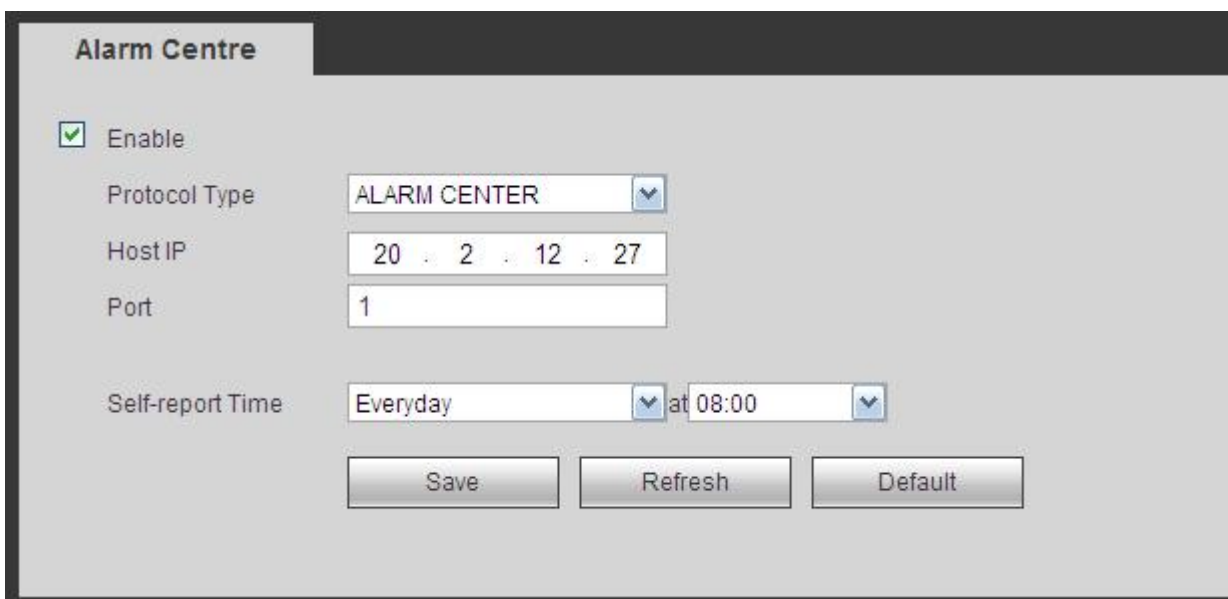 Alarm Centre
Enable
Protocol Type ALARM CENTER
Host IP 20 . 2 . 12 . 27
Port 1
Self-report Time Everyday at 08:00
Save Refresh Default